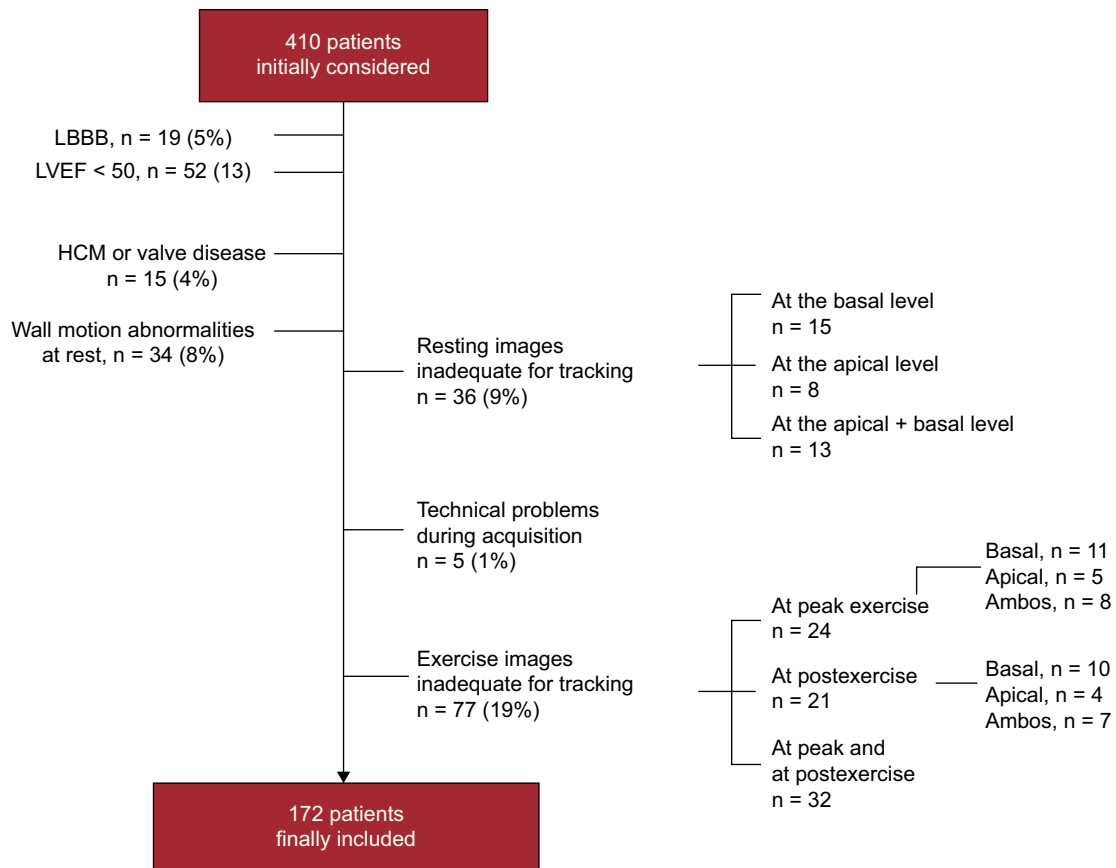 410 patients
initially considered
LBBB, n = 19 (5%)
LVEF < 50, n = 52 (13)
HCM or valve disease
n = 15 (4%)
Wall motion abnormalities
at rest, n = 34 (8%)
Resting images
inadequate for tracking
n = 36 (9%)
At the basal level
n = 15
At the apical level
n = 8
At the apical + basal level
n = 13
Technical problems
during acquisition
n = 5 (1%)
Exercise images
inadequate for tracking
n = 77 (19%)
At peak exercise
n = 24
Basal, n = 11
Apical, n = 5
Ambos, n = 8
At postexercise
n = 21
Basal, n = 10
Apical, n = 4
Ambos, n = 7
At peak and
at postexercise
n = 32
172 patients
finally included